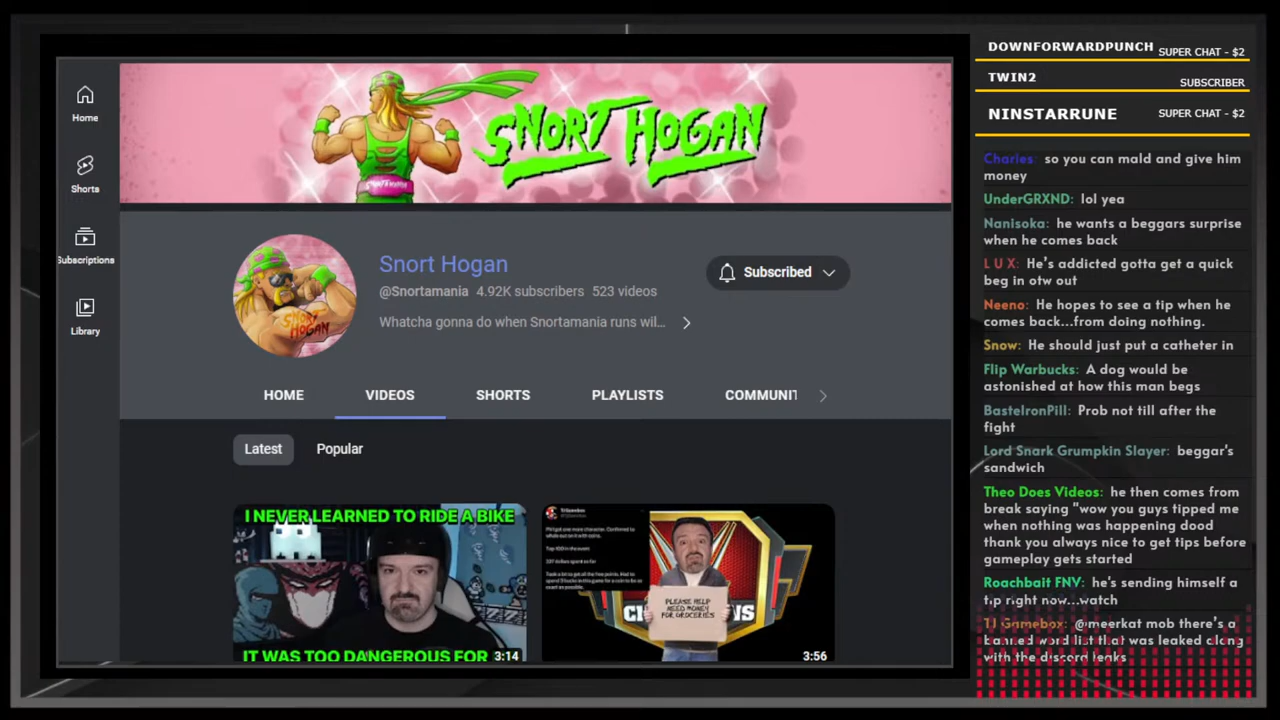 SNORT HOGAN
Home
Shorts
Subscriptions
Library
SNORT
HOGAN
Snort Hogan
@Snortamania 4.92K subscribers 523 videos
Whatcha gonna do when Snortamania runs wil...
Subscribed
HOME VIDEOS SHORTS PLAYLISTS COMMUNIT
Latest Popular
I NEVER LEARNED TO RIDE A BIKE
IT WAS TOO DANGEROUS FOR
3:14
PLEASE HELP
NEED MONEY
FOR GROCERIES
3:56
DOWNFORWARDPUNCH SUPER CHAT - $2
TWIN2 SUBSCRIBER
NINSTARRUNE SUPER CHAT - $2
Charles: so you can mald and give him
money
UnderGRXND: lol yea
Nanisoka: he wants a beggars surprise
when he comes back
L U X: He's addicted gotta get a quick
beg in otw out
Neeno: He hopes to see a tip when he
comes back...from doing nothing.
Snow: He should just put a catheter in
Flip Warbucks: A dog would be
astonished at how this man begs
BasteIronPill: Prob not till after the
fight
Lord Snark Grumpkin Slayer: beggar's
sandwich
Theo Does Videos: he then comes from
break saying "wow you guys tipped me
when nothing was happening dood
thank you always nice to get tips before
gameplay gets started
Roachbait FNV: he's sending himself a
tip right now...watch
TJ Gamebox: @meerkat mob there's a
banned word list that was leaked along
with the discord leaks